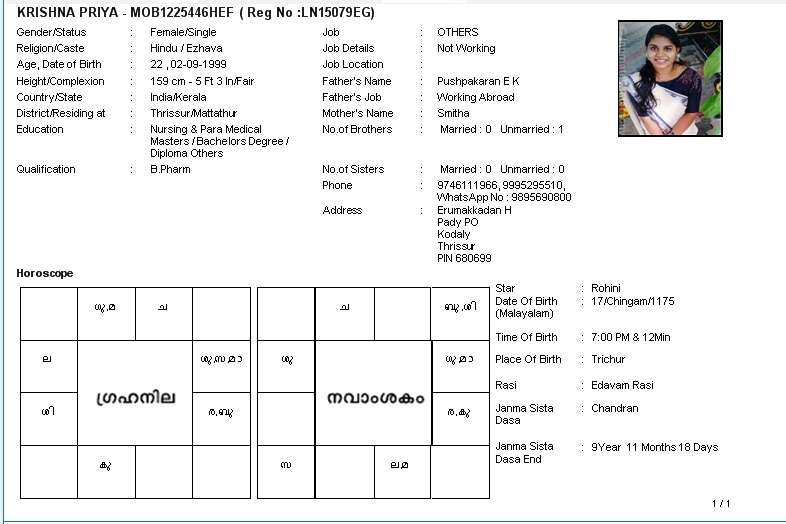 KRISHNA PRIYA - MOB1225446HEF ( Reg No :LN15079EG)
Gender/Status : Female/Single
Religion/Caste : Hindu / Ezhava
Age, Date of Birth : 22 ,02-09-1999
Height/Complexion : 159 cm - 5 Ft 3 In/Fair
Country/State : India/Kerala
District/Residing at : Thrissur/Mattathur
Education : Nursing & Para Medical
Masters / Bachelors Degree /
Diploma Others
Qualification : B.Pharm
Job : OTHERS
Job Details : Not Working
Job Location :
Father's Name : Pushpakaran E K
Father's Job : Working Abroad
Mother's Name : Smitha
No.of Brothers : Married : 0 Unmarried : 1
No.of Sisters : Married : 0 Unmarried : 0
Phone : 9746111966, 9995295510,
WhatsApp No : 9895690800
Address : Erumakkadan H
Pady PO
Kodaly
Thrissur
PIN 680699
Horoscope
ഗു,മ ച
ല ശു,സ,മാ
ഗ്രഹനില
ശി ര,ബു
കു
ച ബു,ശി
ശു ഗു,മാ
നവാംശകം
ര,കു
സ ല,മ
Star : Rohini
Date Of Birth : 17/Chingam/1175
(Malayalam)
Time Of Birth : 7:00 PM & 12Min
Place Of Birth : Trichur
Rasi : Edavam Rasi
Janma Sista : Chandran
Dasa
Janma Sista : 9Year 11 Months 18 Days
Dasa End
1 / 1